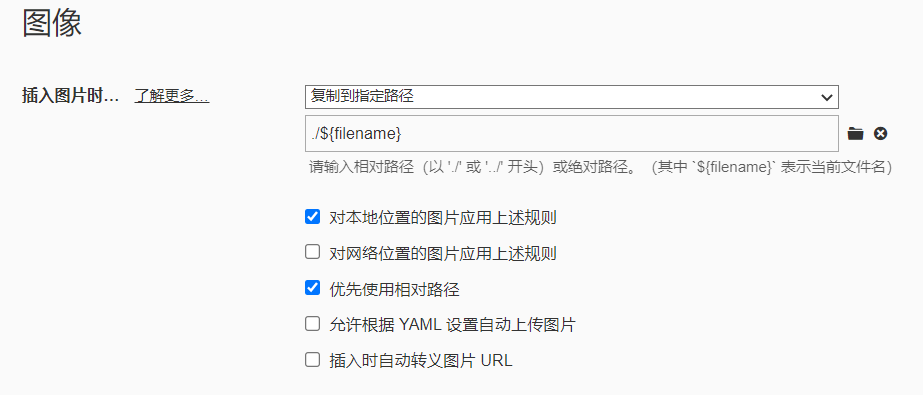 图像
插入图片时... 了解更多... 复制到指定路径
./${filename}
请输入相对路径（以 './' 或 '../' 开头）或绝对路径。（其中 `${filename}` 表示当前文件名）
对本地位置的图片应用上述规则
对网络位置的图片应用上述规则
优先使用相对路径
允许根据 YAML 设置自动上传图片
插入时自动转义图片 URL